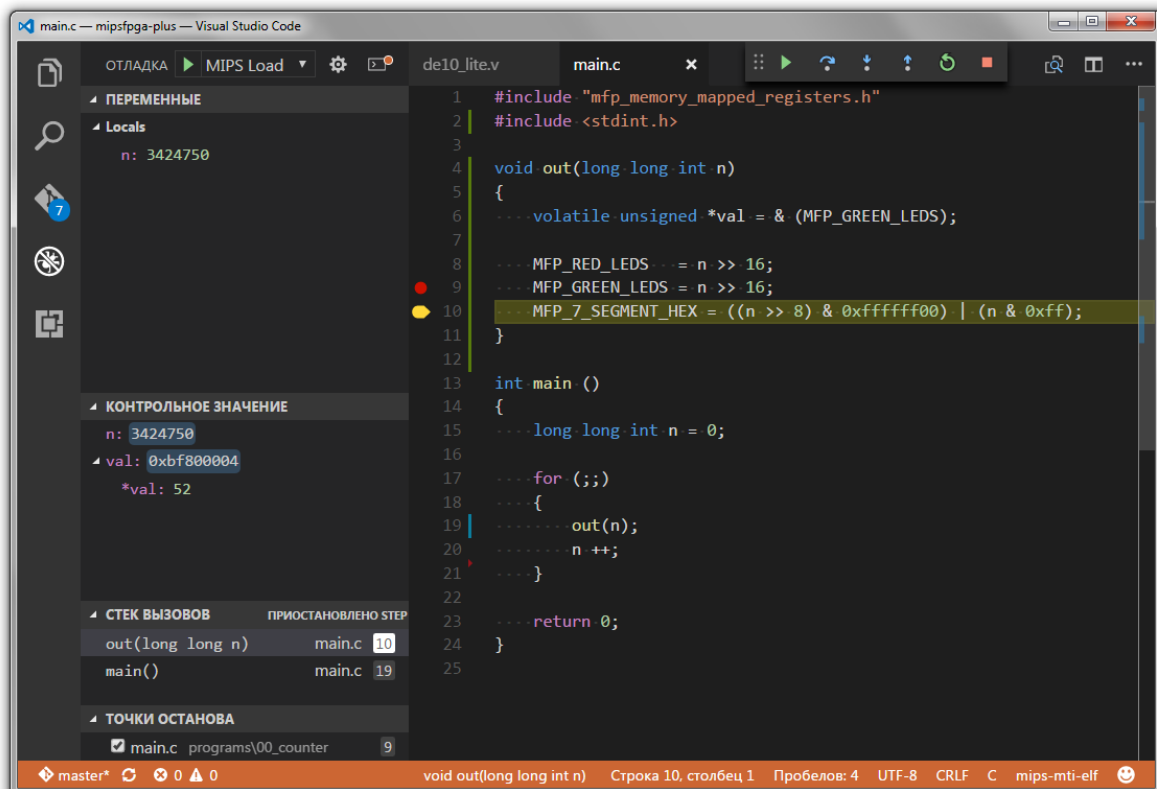 main.c — mipsfpga-plus — Visual Studio Code
ОТЛАДКА MIPS Load
ПЕРЕМЕННЫЕ
Locals
n: 3424750
7
КОНТРОЛЬНОЕ ЗНАЧЕНИЕ
n: 3424750
val: 0xbf800004
*val: 52
СТЕК ВЫЗОВОВ ПРИОСТАНОВЛЕНО STEP
out(long long n) main.c 10
main() main.c 19
ТОЧКИ ОСТАНОВА
main.c programs\00_counter 9
de10_lite.v main.c
1 #include "mfp_memory_mapped_registers.h"
2 #include <stdint.h>
3
4 void out(long long int n)
5 {
6 volatile unsigned *val = & (MFP_GREEN_LEDS);
7
8 MFP_RED_LEDS   = n >> 16;
9 MFP_GREEN_LEDS = n >> 16;
10 MFP_7_SEGMENT_HEX = ((n >> 8) & 0xffffff00) | (n & 0xff);
11 }
12
13 int main ()
14 {
15 long long int n = 0;
16
17 for (;;)
18 {
19 out(n);
20 n ++;
21 }
22
23 return 0;
24 }
25
master* 0 0 void out(long long int n) Строка 10, столбец 1 Пробелов: 4 UTF-8 CRLF C mips-mti-elf